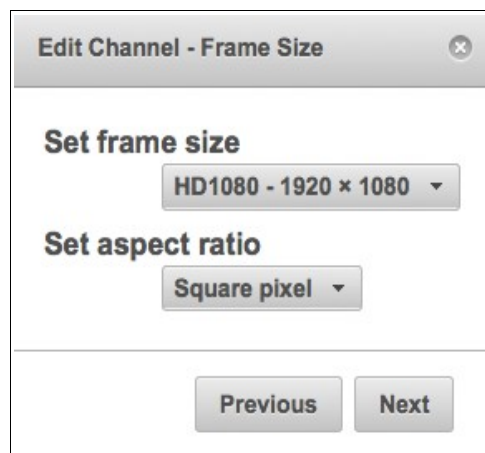 Edit Channel - Frame Size
Set frame size
HD1080 - 1920 × 1080
Set aspect ratio
Square pixel
Previous Next